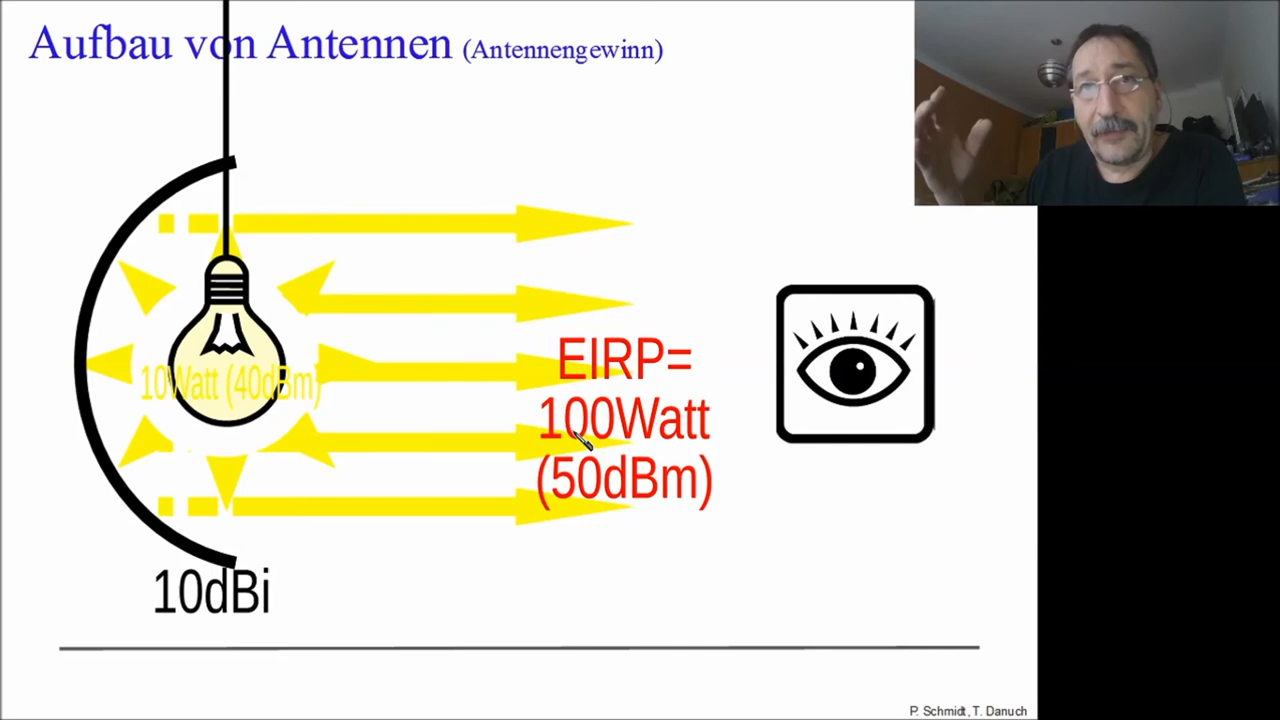 Aufbau von Antennen (Antennengewinn)
10Watt (40dBm)
EIRP=
100Watt
(50dBm)
10dBi
P. Schmidt, T. Danuch